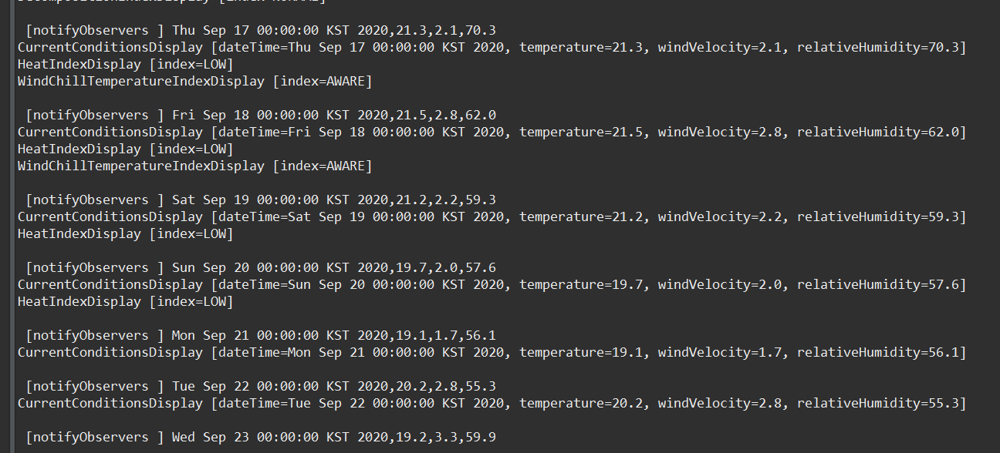 [notifyObservers ] Thu Sep 17 00:00:00 KST 2020,21.3,2.1,70.3
CurrentConditionsDisplay [dateTime=Thu Sep 17 00:00:00 KST 2020, temperature=21.3, windVelocity=2.1, relativeHumidity=70.3]
HeatIndexDisplay [index=LOW]
WindChillTemperatureIndexDisplay [index=AWARE]
[notifyObservers ] Fri Sep 18 00:00:00 KST 2020,21.5,2.8,62.0
CurrentConditionsDisplay [dateTime=Fri Sep 18 00:00:00 KST 2020, temperature=21.5, windVelocity=2.8, relativeHumidity=62.0]
HeatIndexDisplay [index=LOW]
WindChillTemperatureIndexDisplay [index=AWARE]
[notifyObservers ] Sat Sep 19 00:00:00 KST 2020,21.2,2.2,59.3
CurrentConditionsDisplay [dateTime=Sat Sep 19 00:00:00 KST 2020, temperature=21.2, windVelocity=2.2, relativeHumidity=59.3]
HeatIndexDisplay [index=LOW]
[notifyObservers ] Sun Sep 20 00:00:00 KST 2020,19.7,2.0,57.6
CurrentConditionsDisplay [dateTime=Sun Sep 20 00:00:00 KST 2020, temperature=19.7, windVelocity=2.0, relativeHumidity=57.6]
HeatIndexDisplay [index=LOW]
[notifyObservers ] Mon Sep 21 00:00:00 KST 2020,19.1,1.7,56.1
CurrentConditionsDisplay [dateTime=Mon Sep 21 00:00:00 KST 2020, temperature=19.1, windVelocity=1.7, relativeHumidity=56.1]
[notifyObservers ] Tue Sep 22 00:00:00 KST 2020,20.2,2.8,55.3
CurrentConditionsDisplay [dateTime=Tue Sep 22 00:00:00 KST 2020, temperature=20.2, windVelocity=2.8, relativeHumidity=55.3]
[notifyObservers ] Wed Sep 23 00:00:00 KST 2020,19.2,3.3,59.9